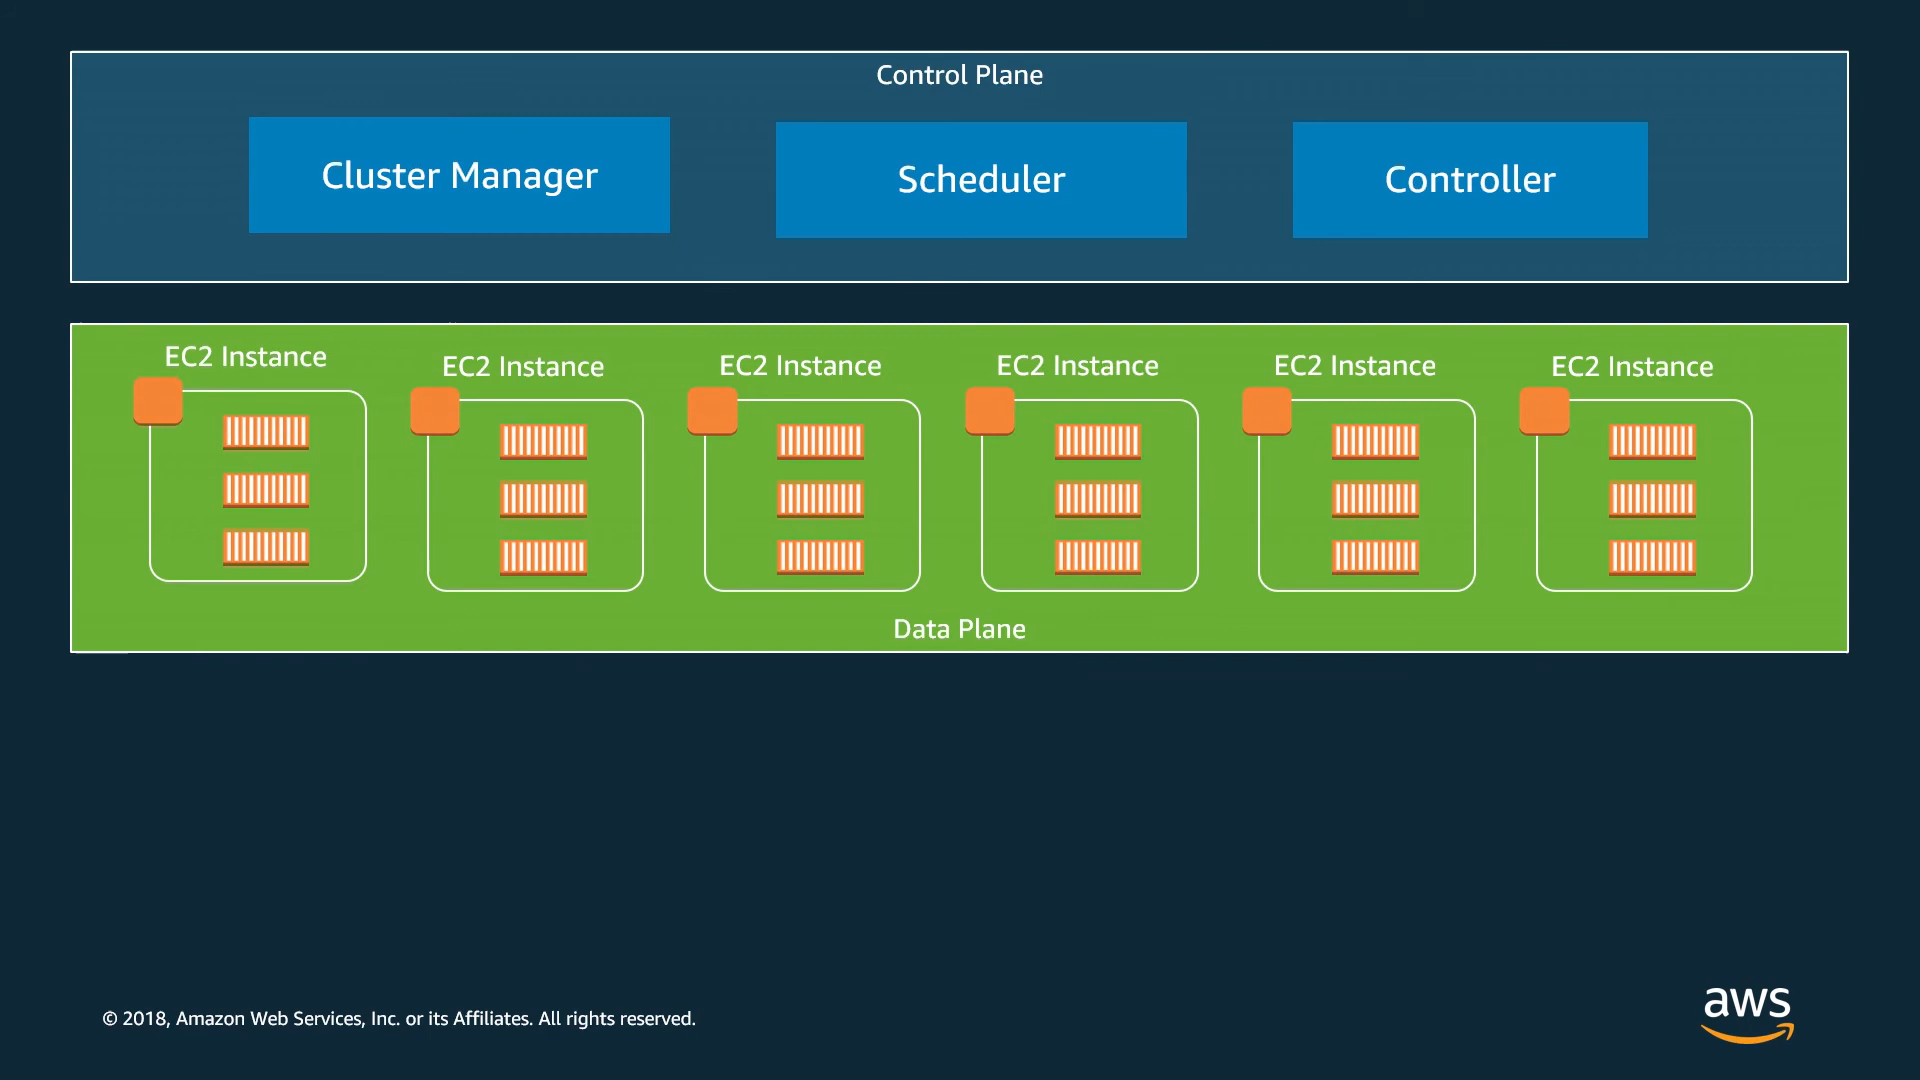 Control Plane
Cluster Manager
Scheduler
Controller
EC2 Instance
EC2 Instance
EC2 Instance
EC2 Instance
EC2 Instance
EC2 Instance
Data Plane
© 2018, Amazon Web Services, Inc. or its Affiliates. All rights reserved.
aws